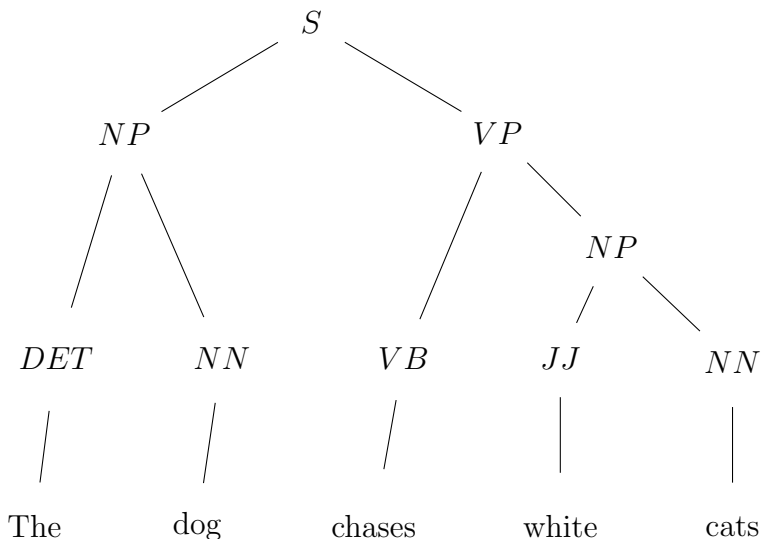 S
NP VP
NP
DET NN VB JJ NN
The dog chases white cats